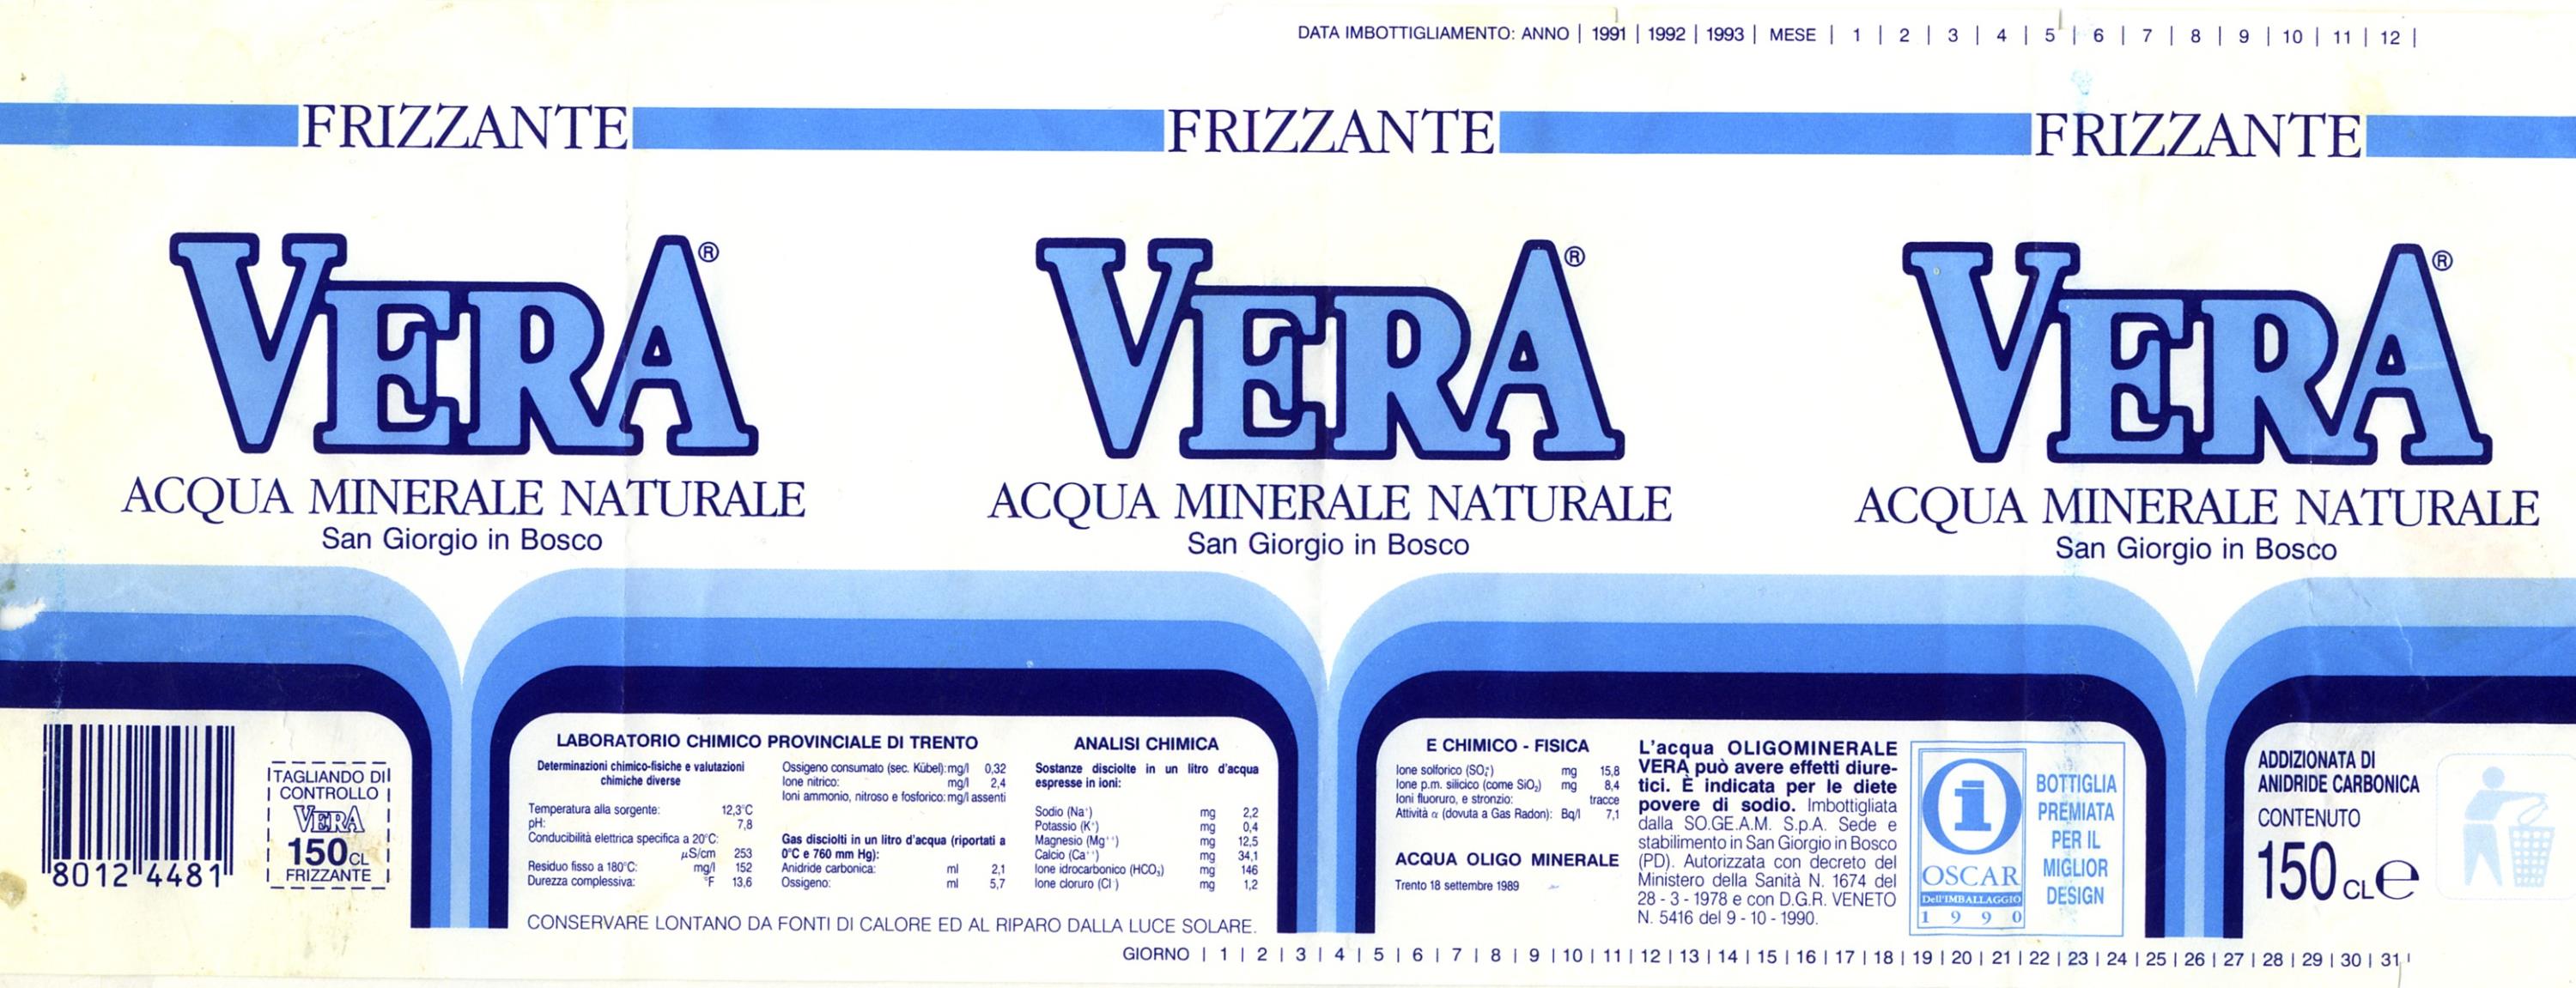 DATA IMBOTTIGLIAMENTO: ANNO | 1991 | 1992 | 1993 | MESE | 1 | 2 | 3 | 4 | 5 | 6 | 7 | 8 | 9 | 10 | 11 | 12 |
FRIZZANTE
FRIZZANTE
FRIZZANTE
VERA®
VERA®
VERA®
ACQUA MINERALE NATURALE
San Giorgio in Bosco
ACQUA MINERALE NATURALE
San Giorgio in Bosco
ACQUA MINERALE NATURALE
San Giorgio in Bosco
8012 4481
TAGLIANDO DI
CONTROLLO
VERA
150 CL
FRIZZANTE
LABORATORIO CHIMICO PROVINCIALE DI TRENTO
Determinazioni chimico-fisiche e valutazioni
chimiche diverse
Temperatura alla sorgente: 12,3°C
pH: 7,8
Conducibilità elettrica specifica a 20°C:
µS/cm 253
Residuo fisso a 180°C: mg/l 152
Durezza complessiva: °F 13,6
Ossigeno consumato (sec. Kübel): mg/l 0,32
Ione nitrico: mg/l 2,4
Ioni ammonio, nitroso e fosforico: mg/l assenti
Gas disciolti in un litro d'acqua (riportati a
0°C e 760 mm Hg):
Anidride carbonica: ml 2,1
Ossigeno: ml 5,7
ANALISI CHIMICA
Sostanze disciolte in un litro d'acqua
espresse in ioni:
Sodio (Na⁺) mg 2,2
Potassio (K⁺) mg 0,4
Magnesio (Mg⁺⁺) mg 12,5
Calcio (Ca⁺⁺) mg 34,1
Ione idrocarbonico (HCO₃) mg 146
Ione cloruro (Cl⁻) mg 1,2
CONSERVARE LONTANO DA FONTI DI CALORE ED AL RIPARO DALLA LUCE SOLARE.
E CHIMICO - FISICA
Ione solforico (SO₄⁻) mg 15,8
Ione p.m. silicico (come SiO₂) mg 8,4
Ioni fluoruro, e stronzio: tracce
Attività α (dovuta a Gas Radon): Bq/l 7,1
ACQUA OLIGO MINERALE
Trento 18 settembre 1989
L'acqua OLIGOMINERALE
VERA può avere effetti diure-
tici. È indicata per le diete
povere di sodio. Imbottigliata
dalla SO.GE.A.M. S.p.A. Sede e
stabilimento in San Giorgio in Bosco
(PD). Autorizzata con decreto del
Ministero della Sanità N. 1674 del
28 - 3 - 1978 e con D.G.R. VENETO
N. 5416 del 9 - 10 - 1990.
i
OSCAR
Dell'IMBALLAGGIO
1990
BOTTIGLIA
PREMIATA
PER IL
MIGLIOR
DESIGN
ADDIZIONATA DI
ANIDRIDE CARBONICA
CONTENUTO
150 CL e
GIORNO | 1 | 2 | 3 | 4 | 5 | 6 | 7 | 8 | 9 | 10 | 11 | 12 | 13 | 14 | 15 | 16 | 17 | 18 | 19 | 20 | 21 | 22 | 23 | 24 | 25 | 26 | 27 | 28 | 29 | 30 | 31 |